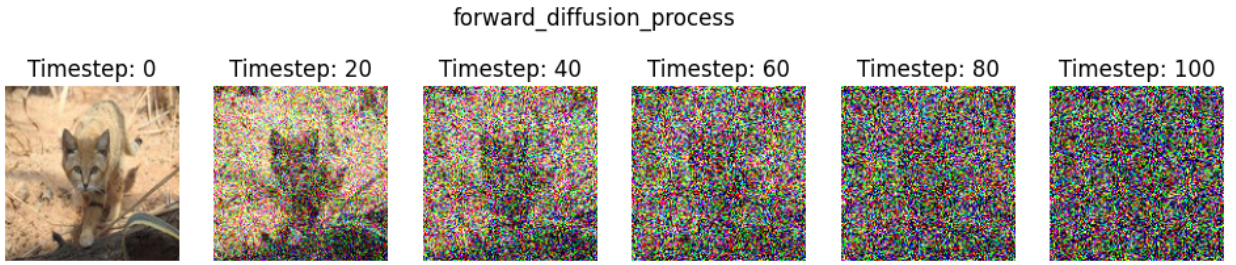 forward_diffusion_process
Timestep: 0
Timestep: 20
Timestep: 40
Timestep: 60
Timestep: 80
Timestep: 100